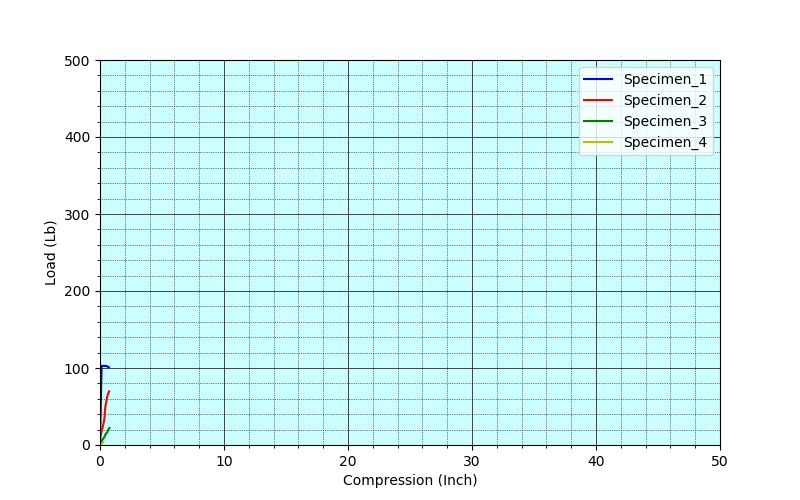 500
400
300
200
100
0
Load (Lb)
Specimen_1
Specimen_2
Specimen_3
Specimen_4
0 10 20 30 40 50
Compression (Inch)